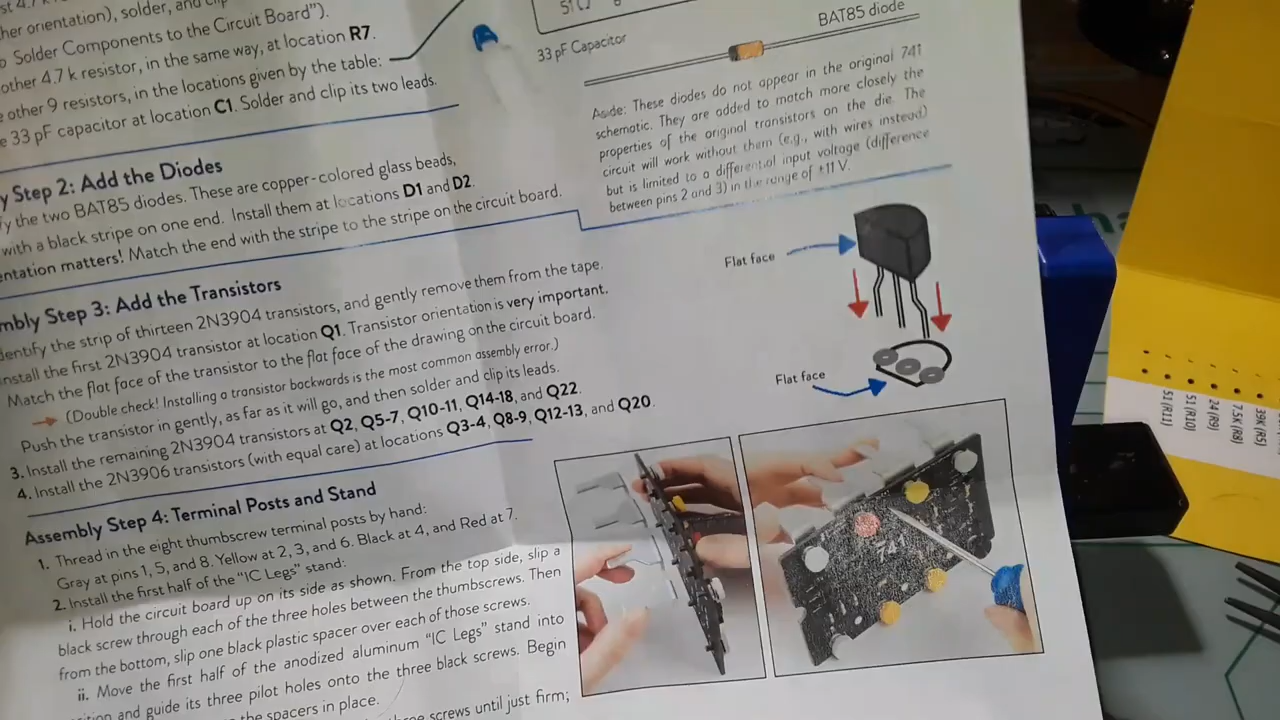 her orientation), solder, and clip
Solder Components to the Circuit Board").
other 4.7 k resistor, in the same way, at location R7.
other 9 resistors, in the locations given by the table:
33 pF capacitor at location C1. Solder and clip its two leads.
51
33 pF Capacitor
BAT85 diode
Aside: These diodes do not appear in the original 741
schematic. They are added to match more closely the
properties of the original transistors on the die. The
circuit will work without them (e.g., with wires instead)
but is limited to a differential input voltage (difference
between pins 2 and 3) in the range of ±11 V.
Step 2: Add the Diodes
the two BAT85 diodes. These are copper-colored glass beads,
with a black stripe on one end. Install them at locations D1 and D2.
entation matters! Match the end with the stripe to the stripe on the circuit board.
mbly Step 3: Add the Transistors
dentify the strip of thirteen 2N3904 transistors, and gently remove them from the tape.
nstall the first 2N3904 transistor at location Q1. Transistor orientation is very important.
Match the flat face of the transistor to the flat face of the drawing on the circuit board.
(Double check! Installing a transistor backwards is the most common assembly error.)
Push the transistor in gently, as far as it will go, and then solder and clip its leads.
3. Install the remaining 2N3904 transistors at Q2, Q5-7, Q10-11, Q14-18, and Q22.
4. Install the 2N3906 transistors (with equal care) at locations Q3-4, Q8-9, Q12-13, and Q20.
Flat face
Flat face
Assembly Step 4: Terminal Posts and Stand
1. Thread in the eight thumbscrew terminal posts by hand:
Gray at pins 1, 5, and 8. Yellow at 2, 3, and 6. Black at 4, and Red at 7.
2. Install the first half of the "IC Legs" stand:
i. Hold the circuit board up on its side as shown. From the top side, slip a
black screw through each of the three holes between the thumbscrews. Then
from the bottom, slip one black plastic spacer over each of those screws.
ii. Move the first half of the anodized aluminum "IC Legs" stand into
ition and guide its three pilot holes onto the three black screws. Begin
the spacers in place.
screws until just firm;
741
51 (R11)
51 (R10)
24 (R9)
7.5K (R8)
39K (R5)